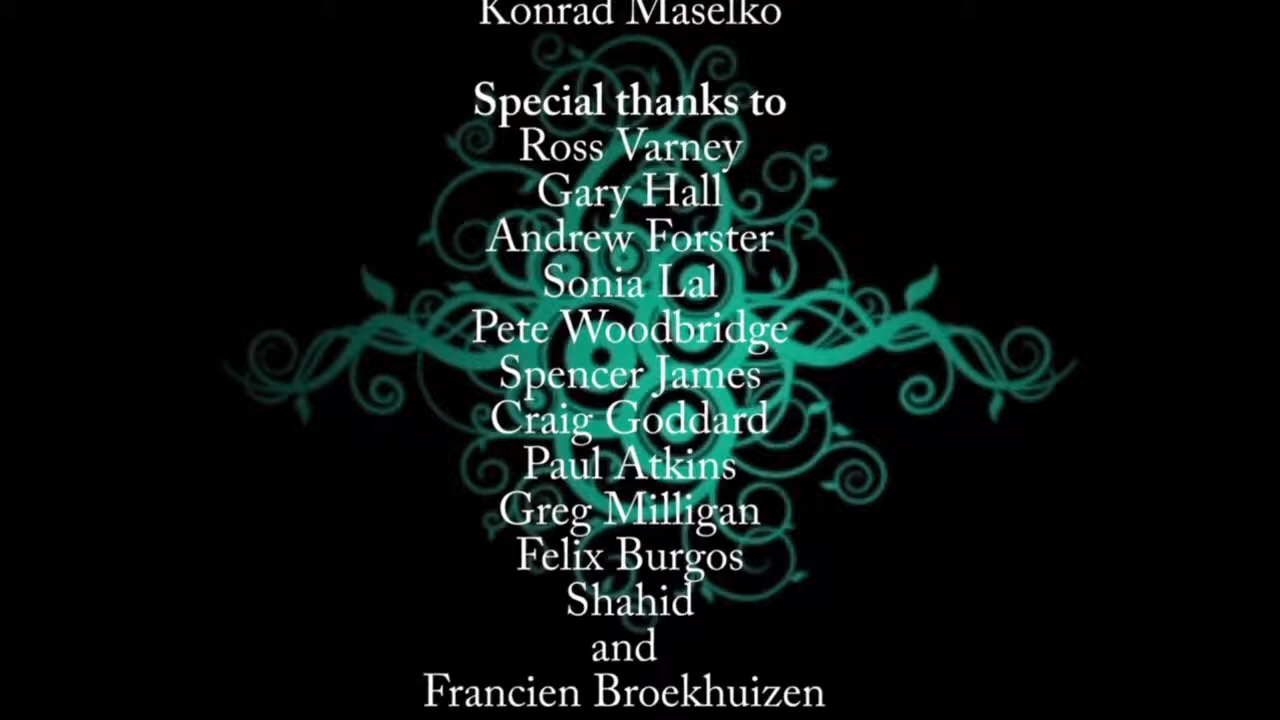 Konrad Maselko
Special thanks to
Ross Varney
Gary Hall
Andrew Forster
Sonia Lal
Pete Woodbridge
Spencer James
Craig Goddard
Paul Atkins
Greg Milligan
Felix Burgos
Shahid
and
Francien Broekhuizen